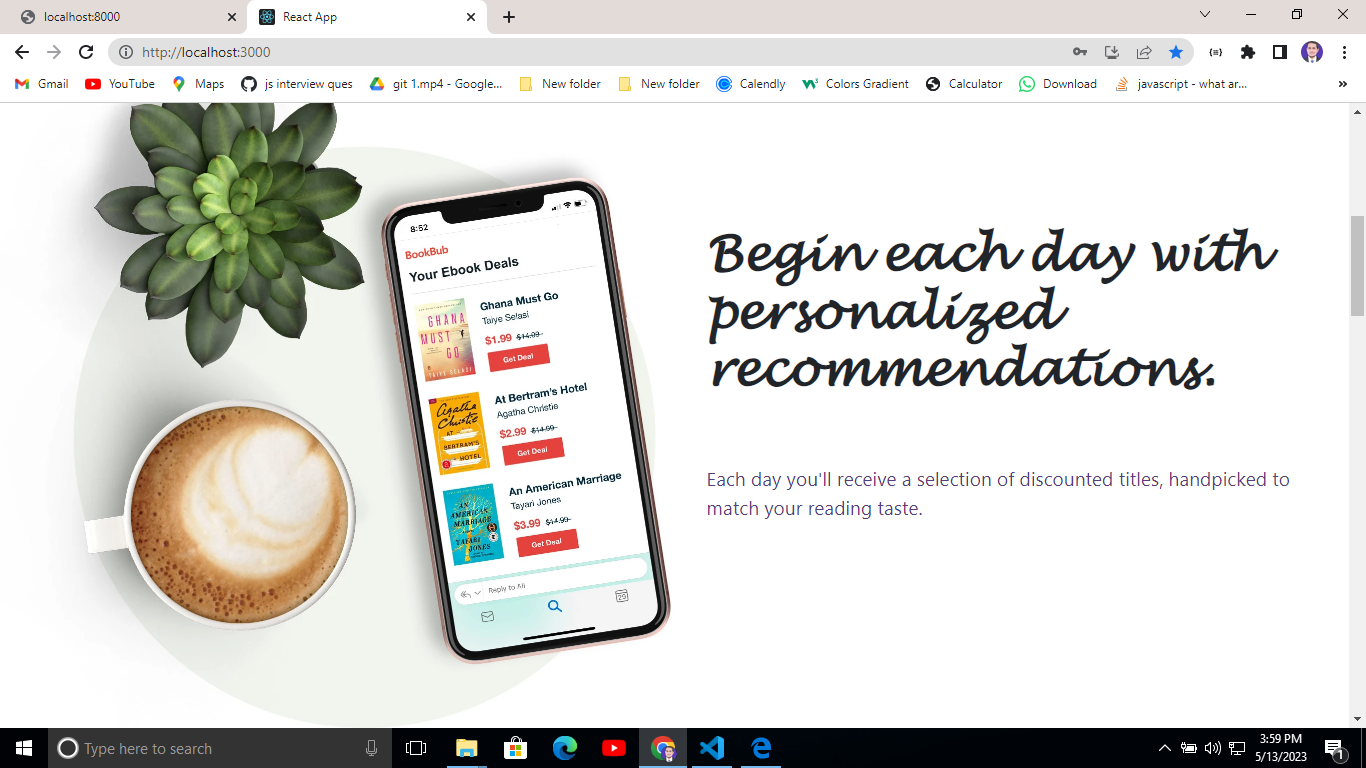 localhost:8000
React App
http://localhost:3000
Gmail
YouTube
Maps
js interview ques
git 1.mp4 - Google...
New folder
New folder
Calendly
Colors Gradient
Calculator
Download
javascript - what ar...
»
8:52
BookBub
Your Ebook Deals
GHANA
MUST
GO
TAIYE SELASI
Ghana Must Go
Taiye Selasi
$1.99 $14.99
Get Deal
Agatha
Christie
AT
BERTRAM'S
HOTEL
At Bertram's Hotel
Agatha Christie
$2.99 $14.99
Get Deal
AN
AMERICAN
MARRIAGE
TAYARI
JONES
An American Marriage
Tayari Jones
$3.99 $14.99
Get Deal
Reply to All
20
Begin each day with
personalized
recommendations.
Each day you'll receive a selection of discounted titles, handpicked to
match your reading taste.
Type here to search
3:59 PM
5/13/2023
1